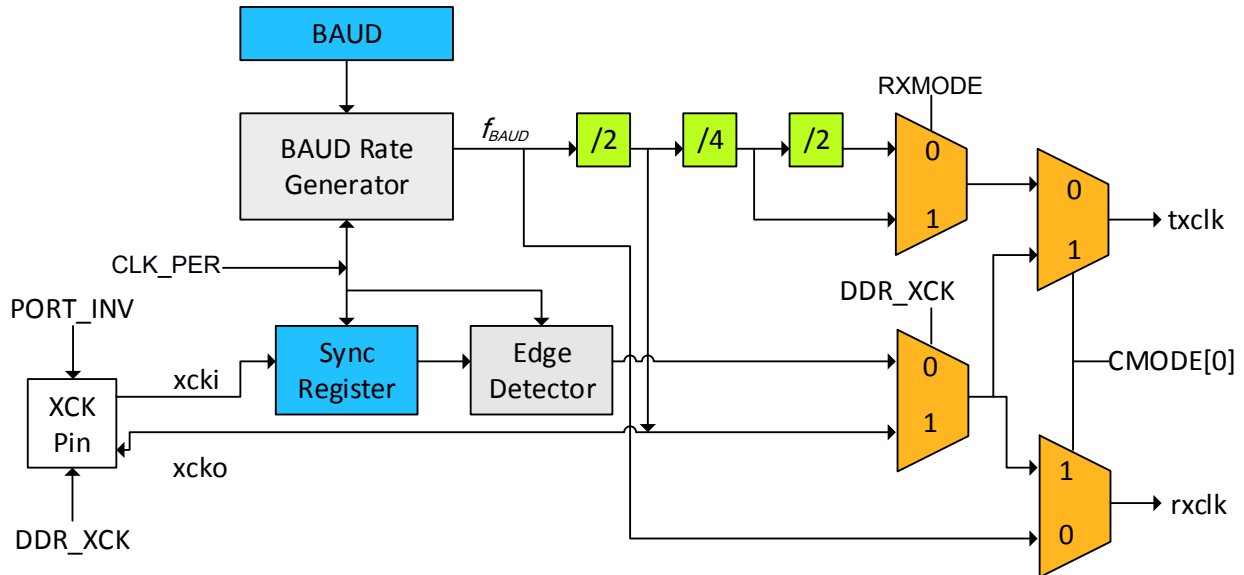 BAUD
RXMODE
BAUD Rate
Generator
fBAUD
/2
/4
/2
0
1
0
1
txclk
CLK_PER
PORT_INV
DDR_XCK
Sync
Register
Edge
Detector
0
1
CMODE[0]
xcki
XCK
Pin
xcko
1
0
rxclk
DDR_XCK